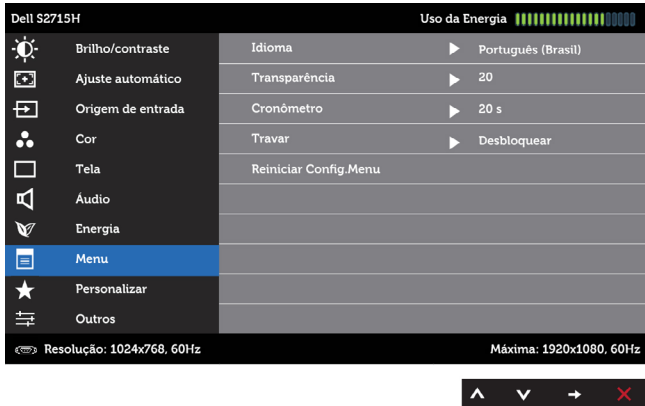 Dell S2715H Uso da Energia
Brilho/contraste Idioma Português (Brasil)
Ajuste automático Transparência 20
Origem de entrada Cronômetro 20 s
Cor Travar Desbloquear
Tela Reiniciar Config.Menu
Áudio
Energia
Menu
Personalizar
Outros
Resolução: 1024x768, 60Hz Máxima: 1920x1080, 60Hz